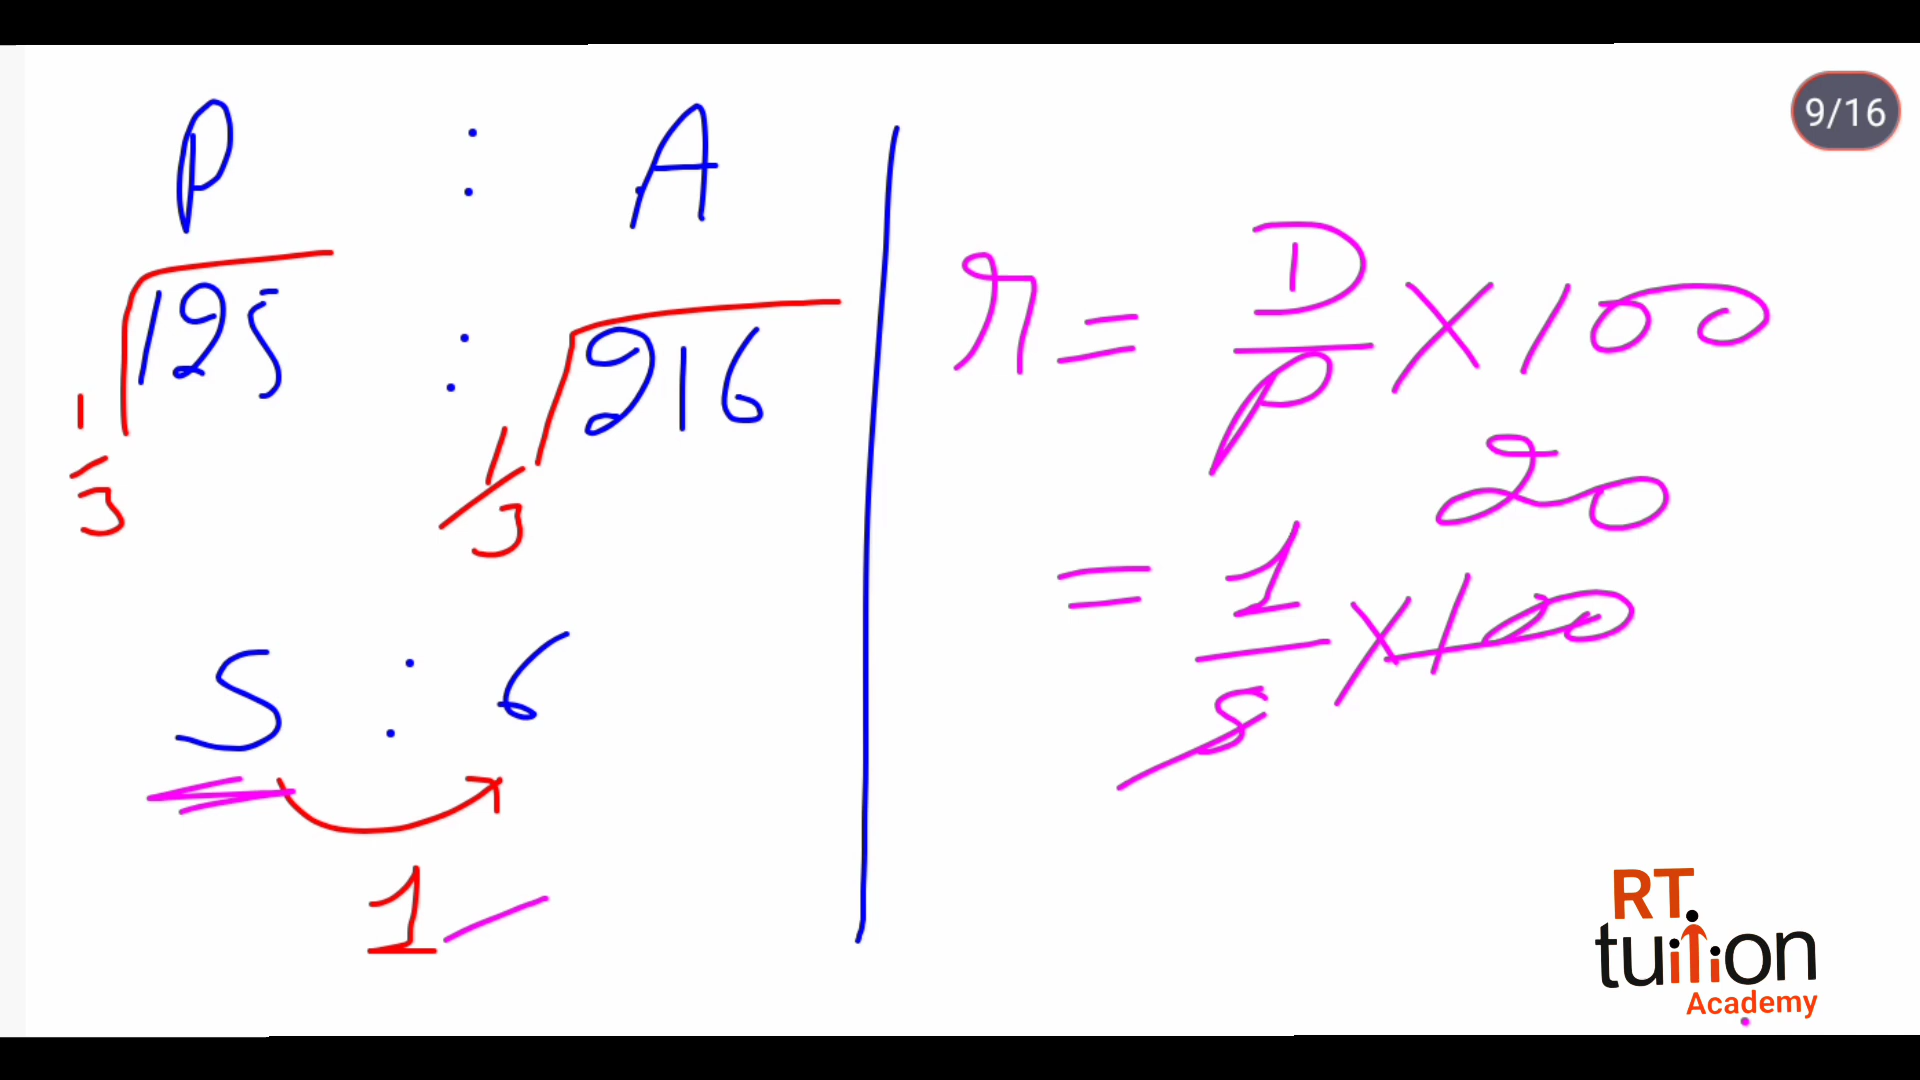 9/16
P : A
1/3 √125 : 1/3 √216
5 : 6
1
r = D/P × 100
20
= 1/5 × 100
RT
tuition
Academy